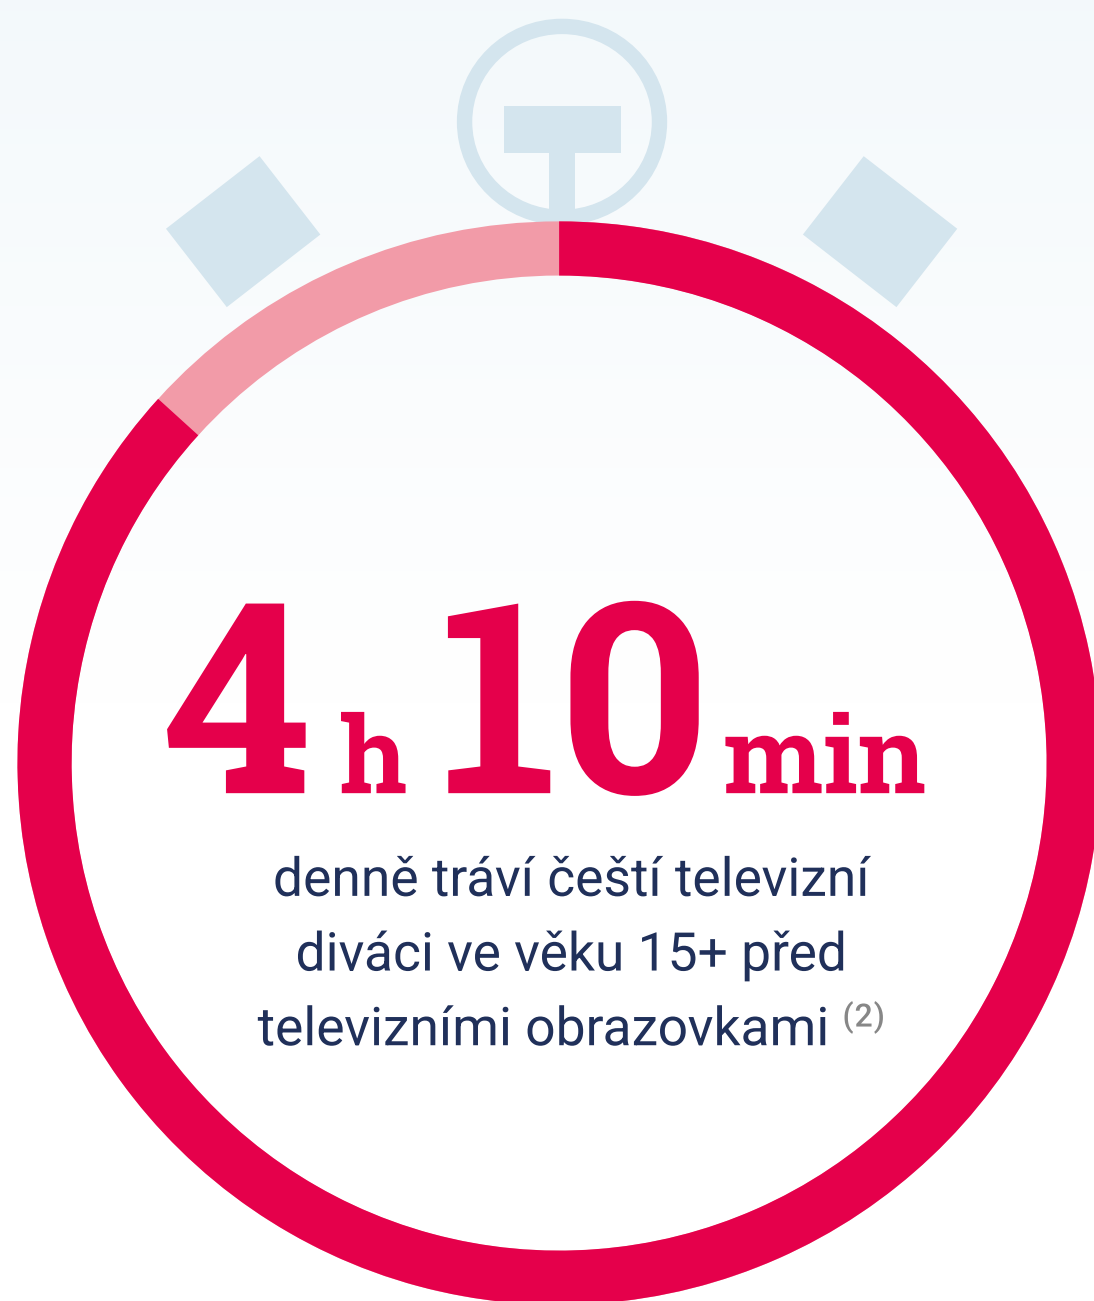 4 h 10 min
denně tráví čeští televizní
diváci ve věku 15+ před
televizními obrazovkami (2)